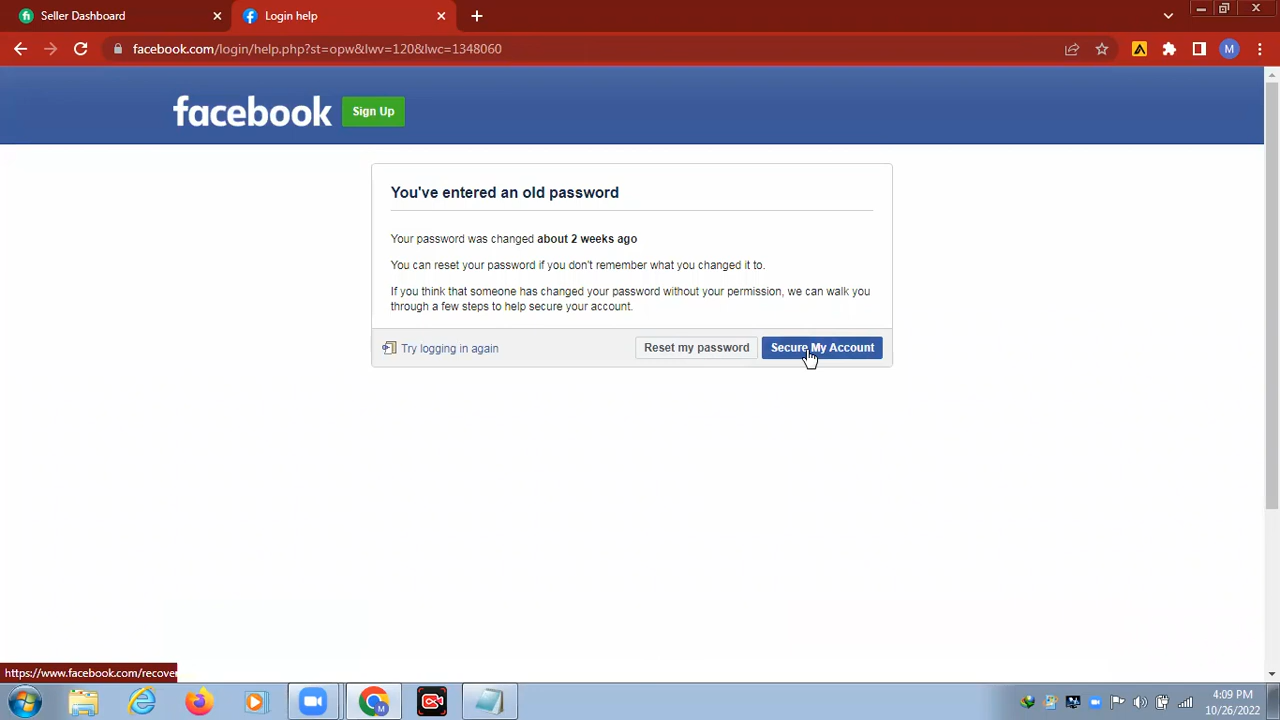 Seller Dashboard
Login help
facebook.com/login/help.php?st=opw&lwv=120&lwc=1348060
M
facebook
Sign Up
You've entered an old password
Your password was changed about 2 weeks ago
You can reset your password if you don't remember what you changed it to.
If you think that someone has changed your password without your permission, we can walk you
through a few steps to help secure your account.
Try logging in again
Reset my password
Secure My Account
https://www.facebook.com/recover
M
4:09 PM
10/26/2022